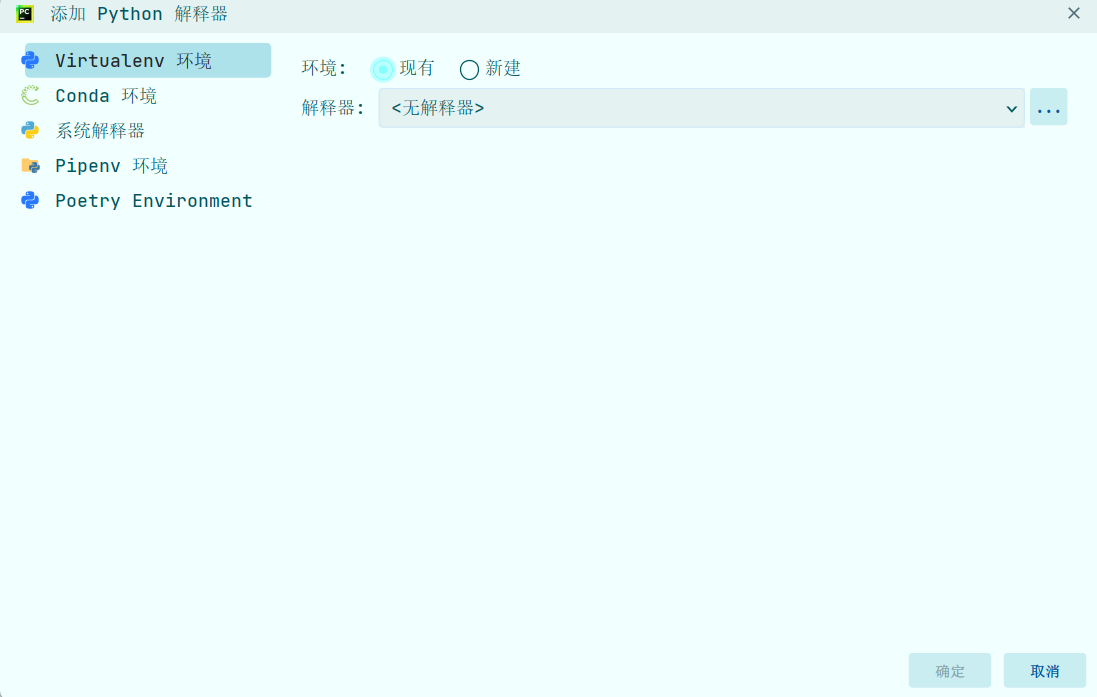 添加 Python 解释器
Virtualenv 环境
Conda 环境
系统解释器
Pipenv 环境
Poetry Environment
环境： 现有 新建
解释器： <无解释器> ...
确定 取消